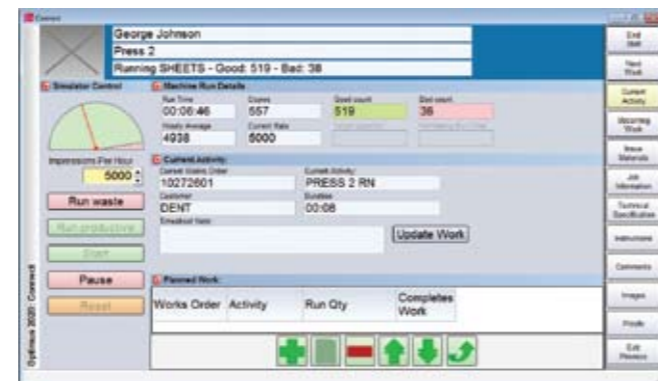 Connect
George Johnson
Press 2
Running SHEETS - Good: 519 - Bad: 38
Simulator Control
Machine Run Details
Run Time
Good count
Bad count
00:06:46
557
519
38
Hourly Average
Current Rate
4938
5000
Impressions Per Hour
5000
Current Activity
Current Works Order
Current Activity
10272601
PRESS 2 RN
Customer
Duration
DENT
00:08
Update Work
Run waste
Run productive
Start
Pause
Reset
Planned Work
Works Order
Activity
Run Qty
Completes Work
Optimus 2020: Connect
End Shift
Next Work
Current Activity
Incoming Work
Issue Materials
Job Information
Technical Specification
Instructions
Comments
Images
Proofs
Exit Process